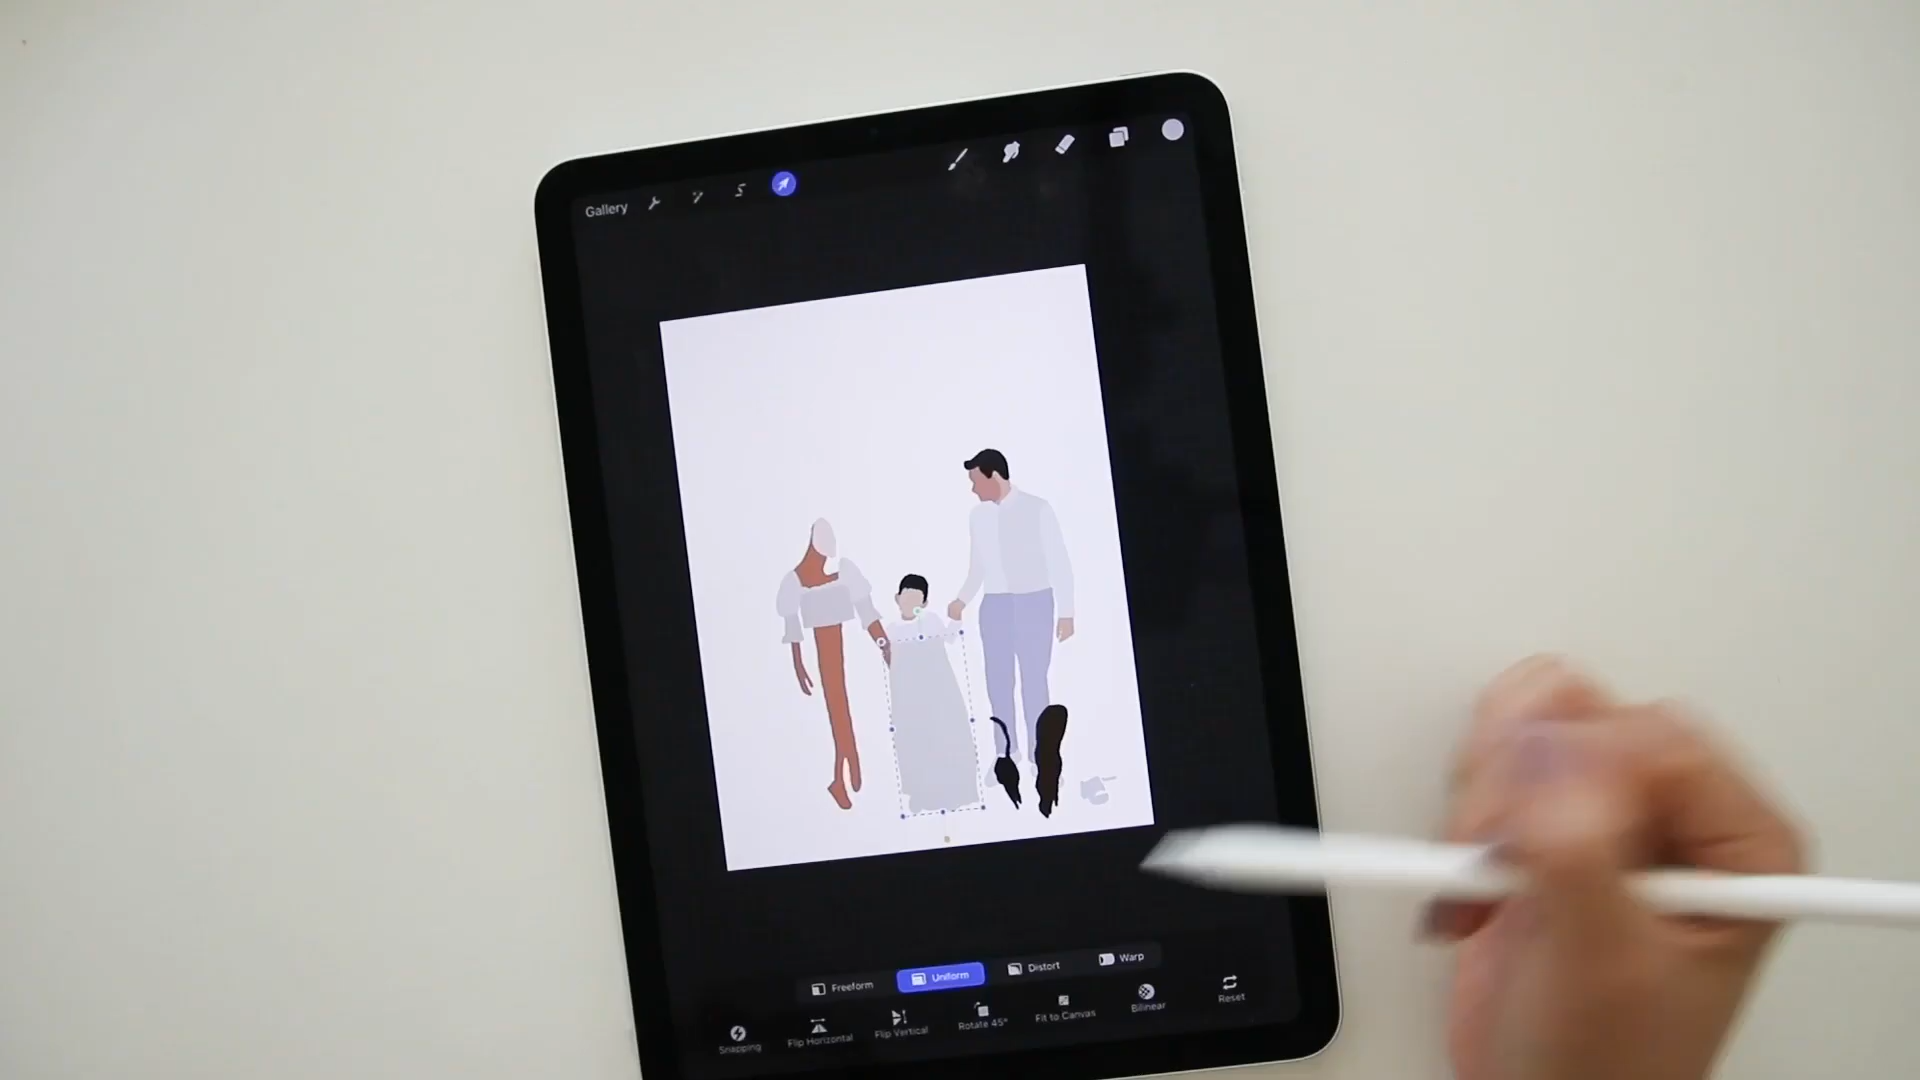 Gallery
Freeform Uniform Distort Warp
Snapping Flip Horizontal Flip Vertical Rotate 45° Fit to Canvas Bilinear Reset